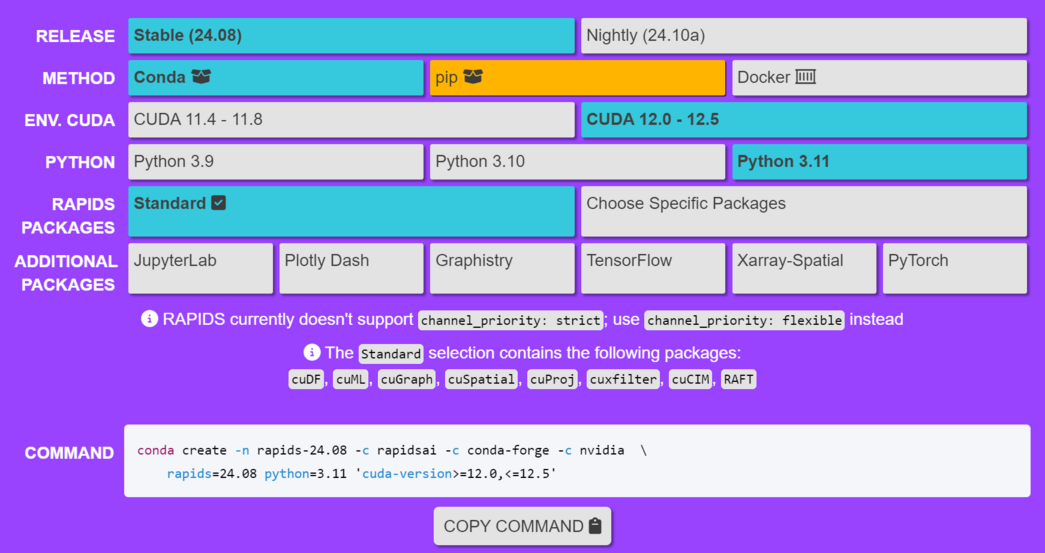 RELEASE Stable (24.08) Nightly (24.10a)
METHOD Conda pip Docker
ENV. CUDA CUDA 11.4 - 11.8 CUDA 12.0 - 12.5
PYTHON Python 3.9 Python 3.10 Python 3.11
RAPIDS PACKAGES Standard Choose Specific Packages
ADDITIONAL PACKAGES JupyterLab Plotly Dash Graphistry TensorFlow Xarray-Spatial PyTorch
RAPIDS currently doesn't support channel_priority: strict; use channel_priority: flexible instead
The Standard selection contains the following packages:
cuDF, cuML, cuGraph, cuSpatial, cuProj, cuxfilter, cuCIM, RAFT
COMMAND conda create -n rapids-24.08 -c rapidsai -c conda-forge -c nvidia \
rapids=24.08 python=3.11 'cuda-version>=12.0,<=12.5'
COPY COMMAND